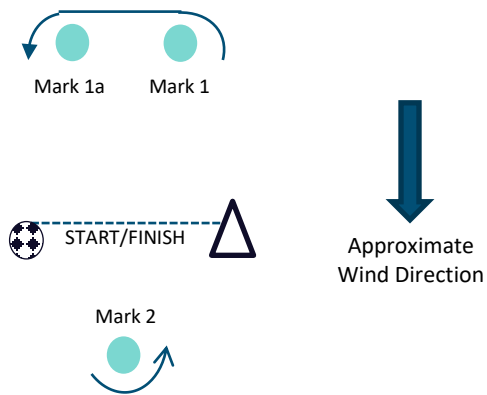 Mark 1a
Mark 1
START/FINISH
Approximate
Wind Direction
Mark 2